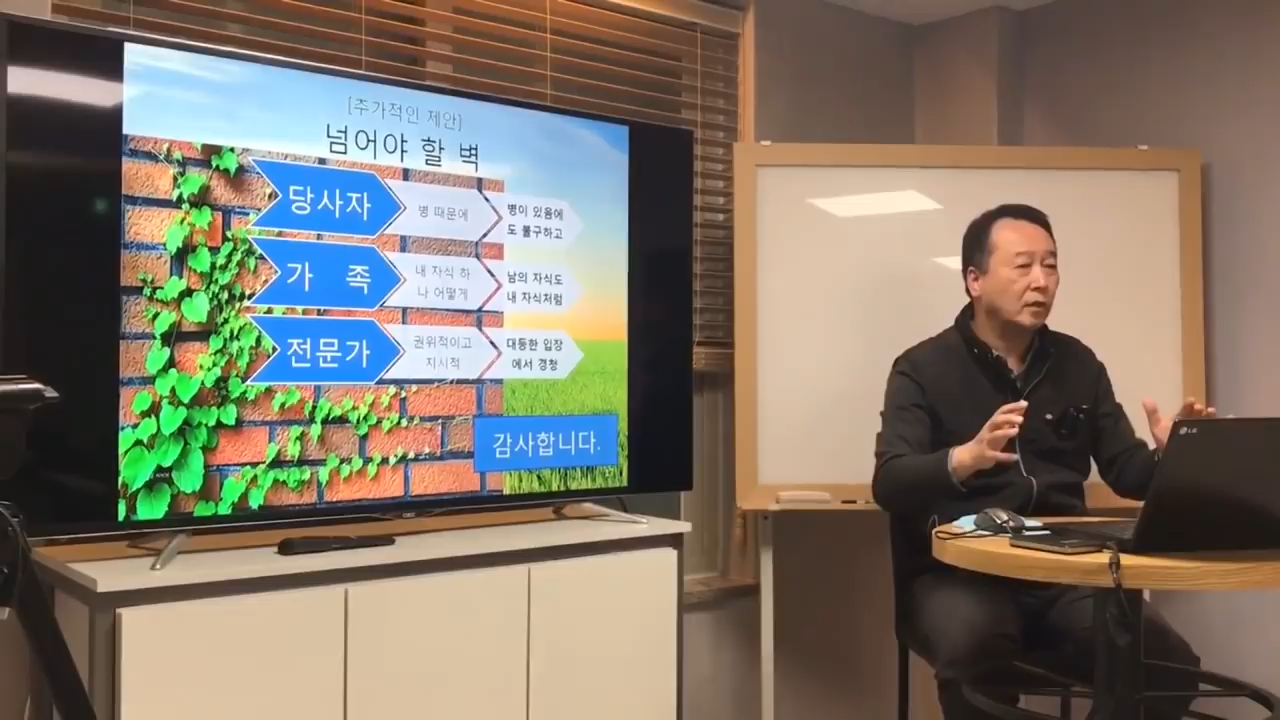 [추가적인 제안]
넘어야 할 벽
당사자
병 때문에
병이 있음에
도 불구하고
가 족
내 자식 하
나 어떻게
남의 자식도
내 자식처럼
전문가
권위적이고
지시적
대등한 입장
에서 경청
감사합니다.
LG